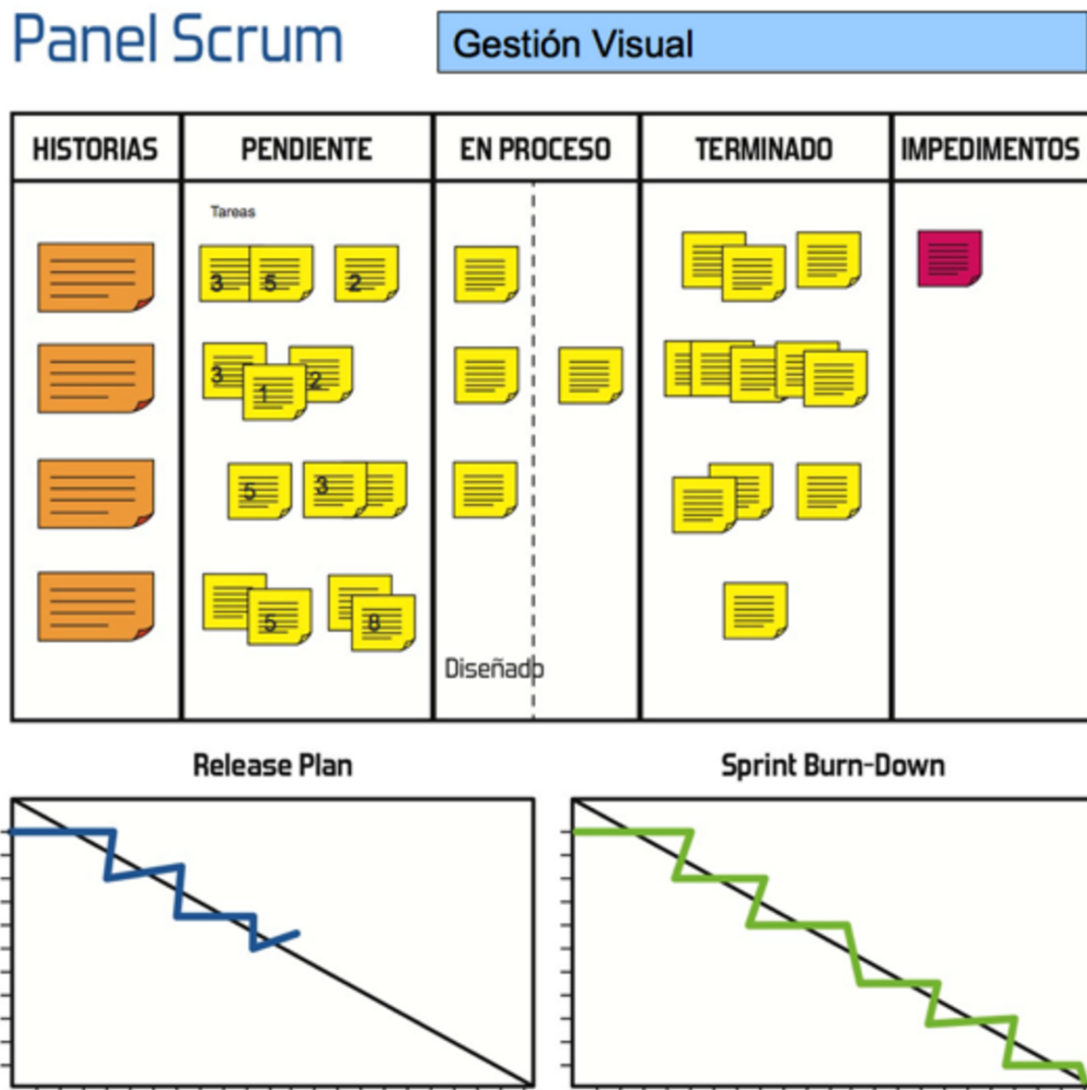 Panel Scrum
Gestión Visual
HISTORIAS PENDIENTE EN PROCESO TERMINADO IMPEDIMENTOS
Tareas
3 5 2
3 1 2
5 3
5 8
Diseñado
Release Plan Sprint Burn-Down